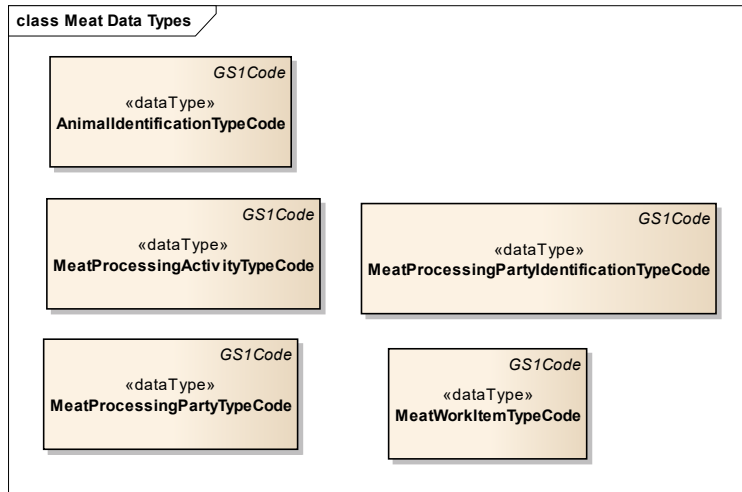 class Meat Data Types
GS1Code
«dataType»
AnimalIdentificationTypeCode
GS1Code
«dataType»
MeatProcessingActivityTypeCode
GS1Code
«dataType»
MeatProcessingPartyIdentificationTypeCode
GS1Code
«dataType»
MeatProcessingPartyTypeCode
GS1Code
«dataType»
MeatWorkItemTypeCode